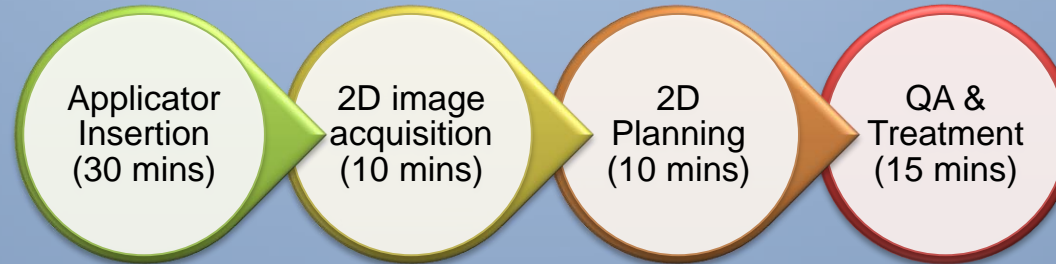 Applicator
Insertion
(30 mins)
2D image
acquisition
(10 mins)
2D
Planning
(10 mins)
QA &
Treatment
(15 mins)